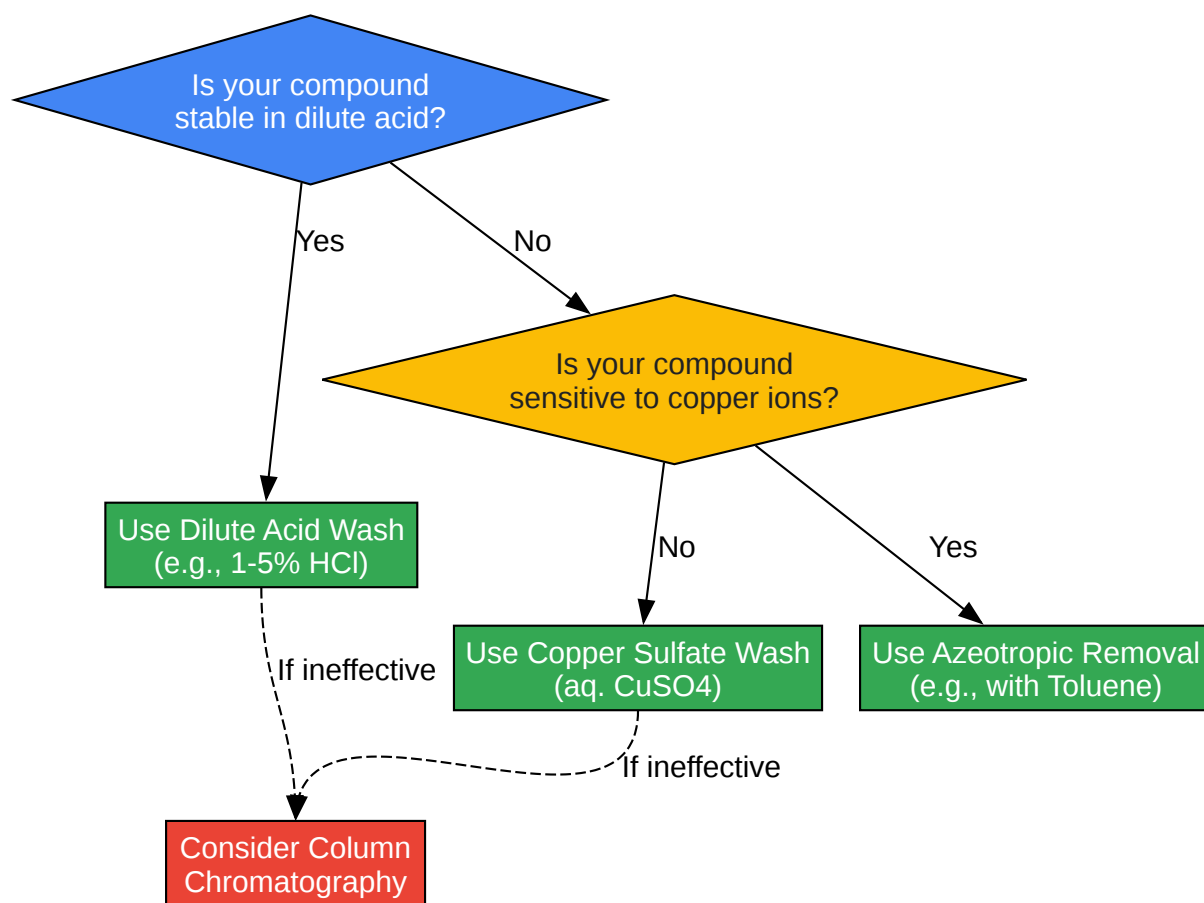 Is your compound
stable in dilute acid?
Yes
No
Is your compound
sensitive to copper ions?
Use Dilute Acid Wash
(e.g., 1-5% HCl)
No
Yes
Use Copper Sulfate Wash
(aq. CuSO4)
Use Azeotropic Removal
(e.g., with Toluene)
If ineffective
If ineffective
Consider Column
Chromatography